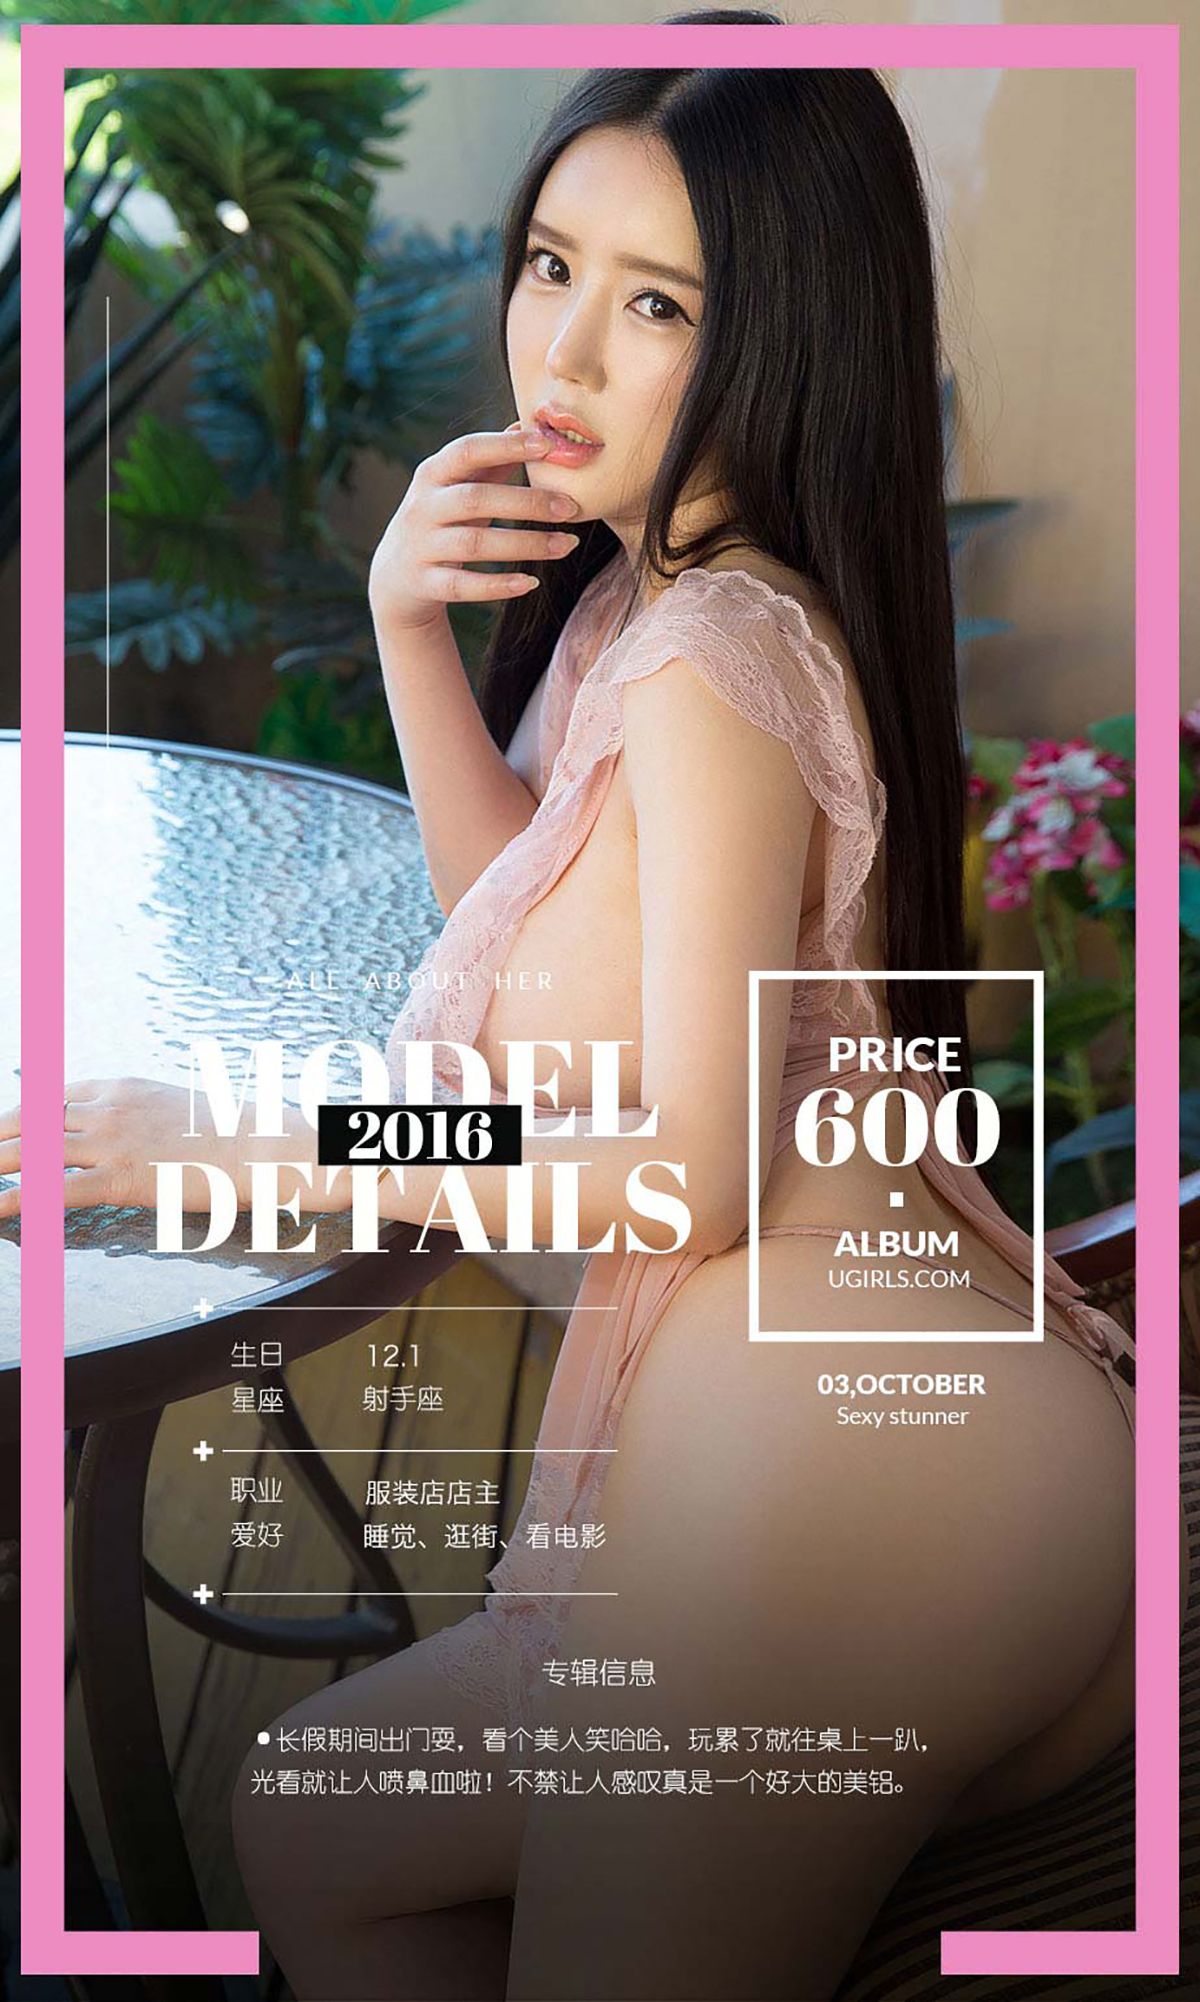 ALL ABOUT HER
MODEL
2016
DETAILS
PRICE
600
ALBUM
UGIRLS.COM
03,OCTOBER
Sexy stunner
生日 12.1
星座 射手座
职业 服装店店主
爱好 睡觉、逛街、看电影
专辑信息
•长假期间出门耍，看个美人笑哈哈，玩累了就往桌上一趴，
光看就让人喷鼻血啦！不禁让人感叹真是一个好大的美铝。